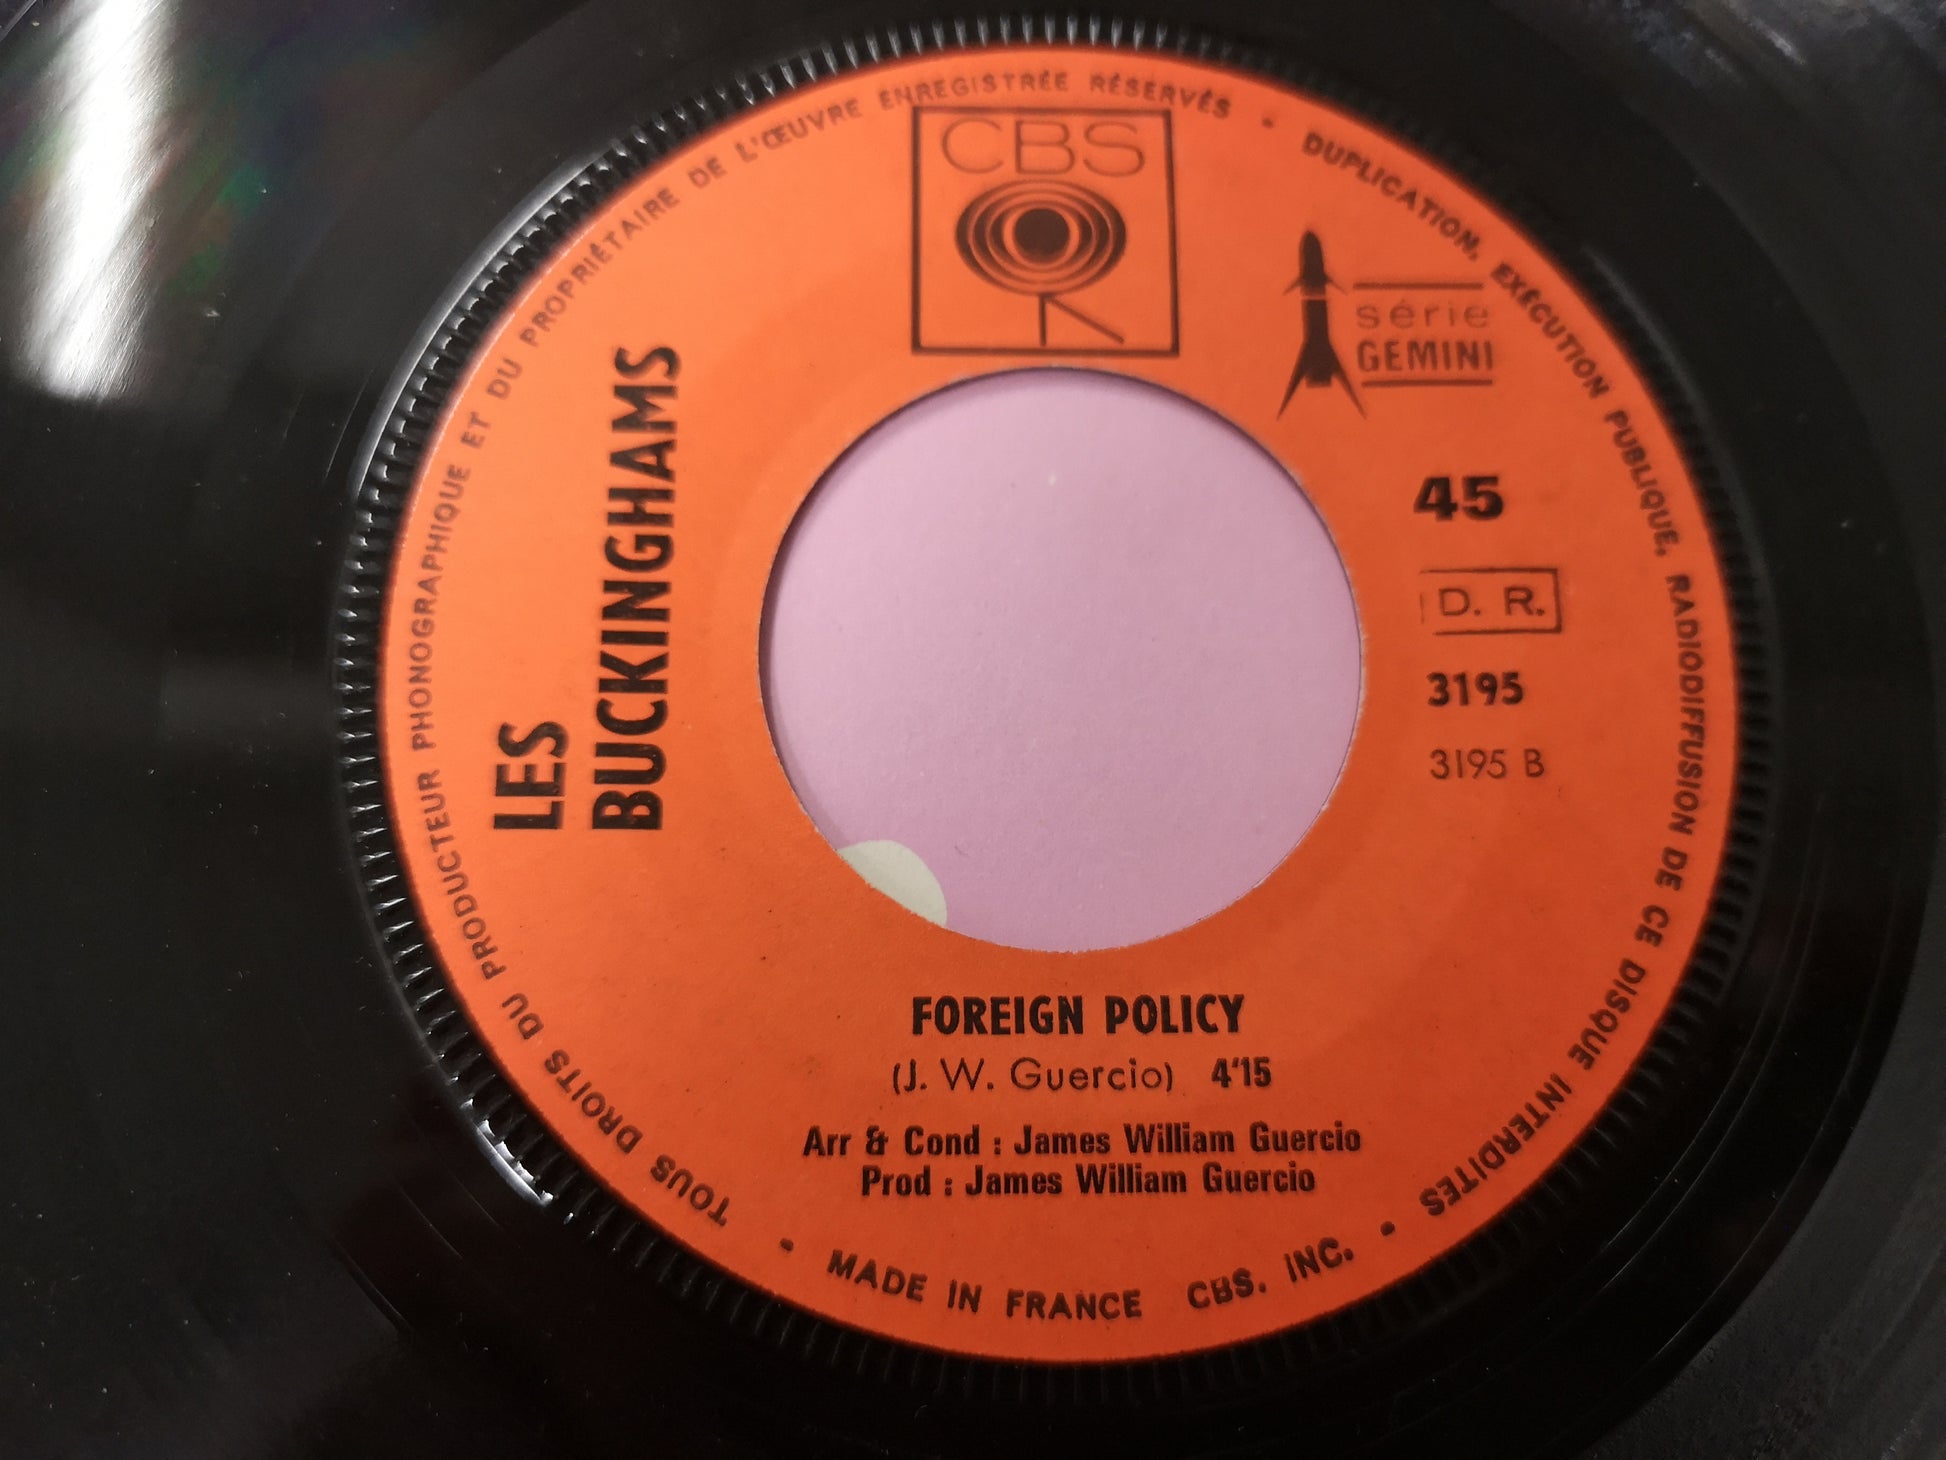 CBS
série
GEMINI
45
D. R.
3195
3195 B
LES
BUCKINGHAMS
FOREIGN POLICY
(J. W. Guercio) 4'15
Arr & Cond : James William Guercio
Prod : James William Guercio
TOUS DROITS DU PRODUCTEUR PHONOGRAPHIQUE ET DU PROPRIÉTAIRE DE L'ŒUVRE ENREGISTRÉE RÉSERVÉS - DUPLICATION, EXÉCUTION PUBLIQUE, RADIODIFFUSION DE CE DISQUE INTERDITES -
MADE IN FRANCE CBS. INC. -